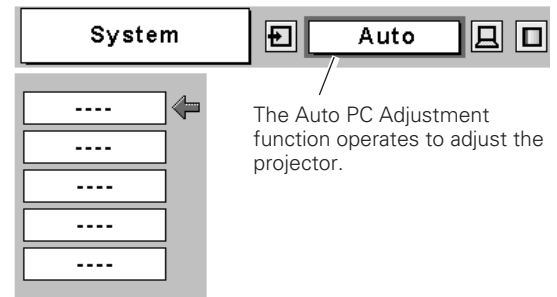 System
Auto
----
----
----
----
----
The Auto PC Adjustment
function operates to adjust the
projector.